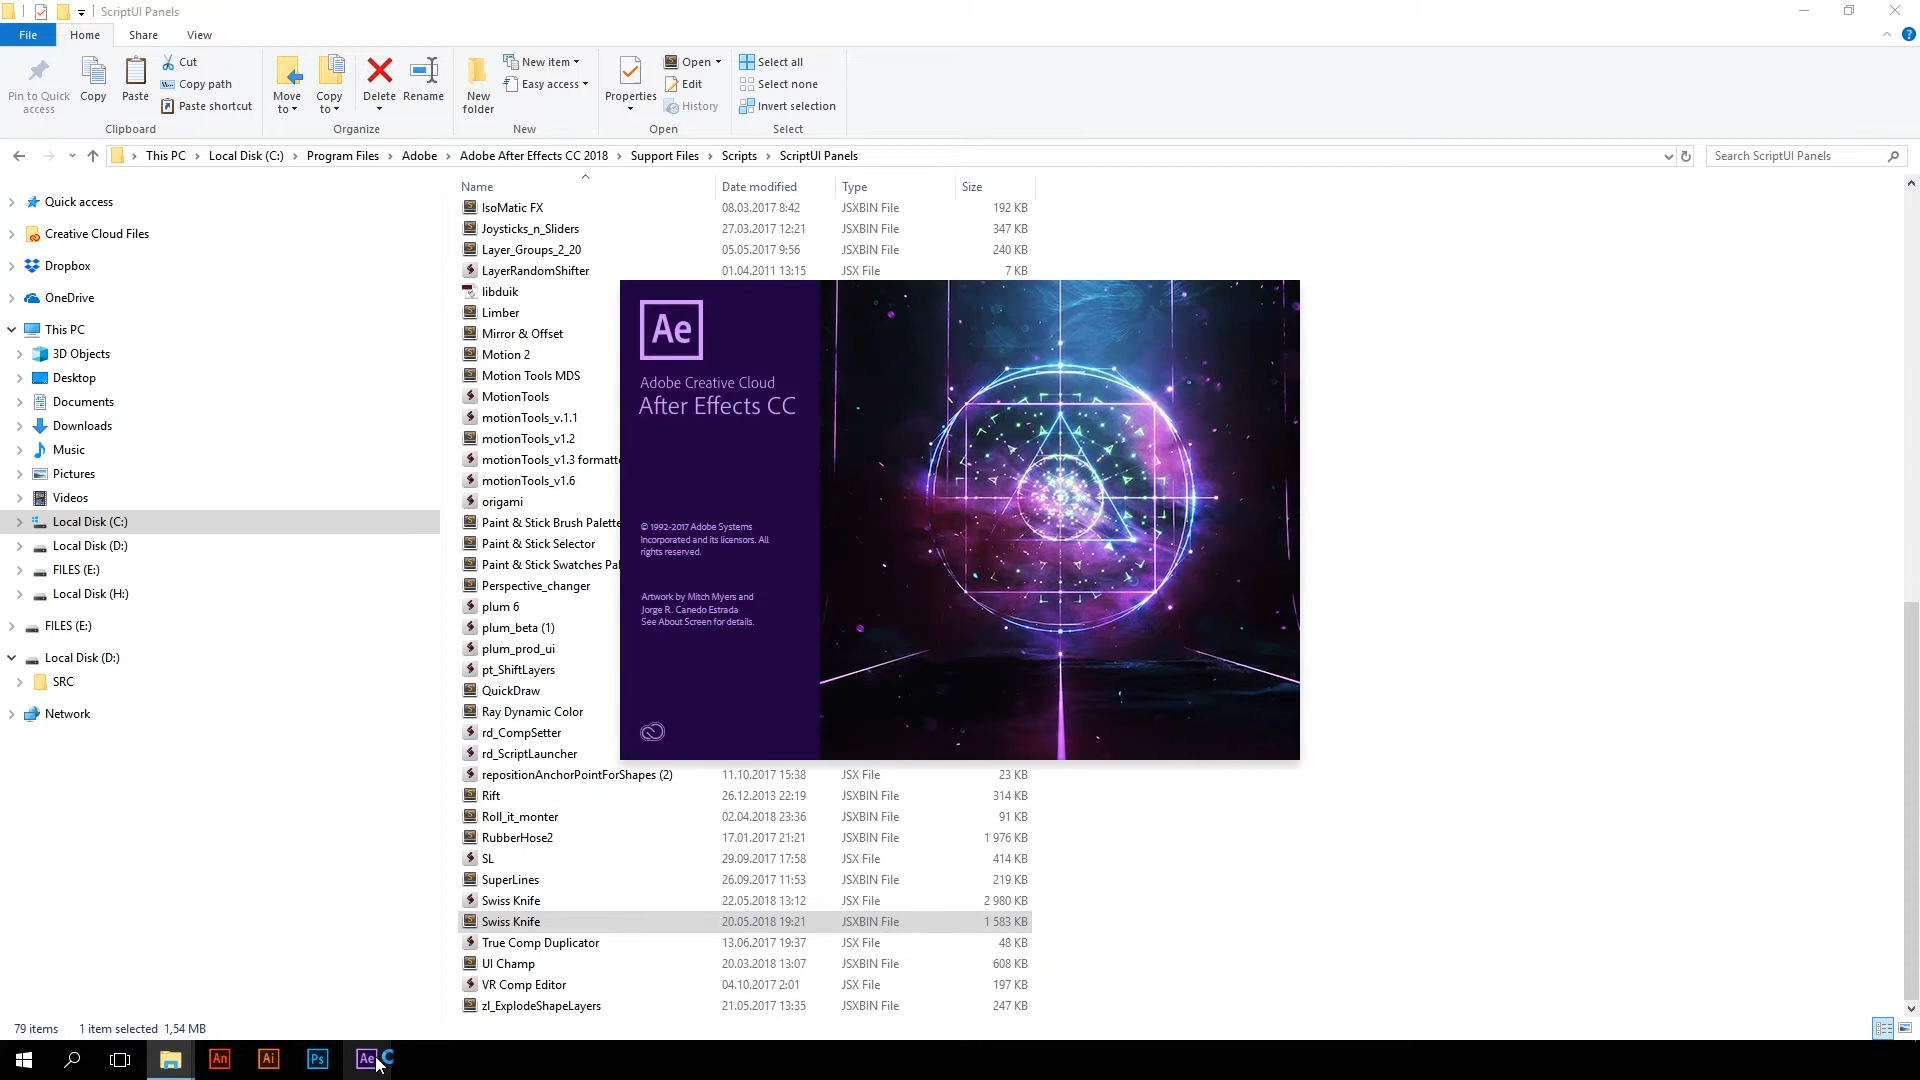 ScriptUI Panels
File Home Share View
Pin to Quick access
Copy
Paste
Cut
Copy path
Paste shortcut
Clipboard
Move to
Copy to
Delete
Rename
Organize
New folder
New item
Easy access
New
Properties
Open
Edit
History
Open
Select all
Select none
Invert selection
Select
This PC › Local Disk (C:) › Program Files › Adobe › Adobe After Effects CC 2018 › Support Files › Scripts › ScriptUI Panels
Search ScriptUI Panels
Quick access
Creative Cloud Files
Dropbox
OneDrive
This PC
3D Objects
Desktop
Documents
Downloads
Music
Pictures
Videos
Local Disk (C:)
Local Disk (D:)
FILES (E:)
Local Disk (H:)
FILES (E:)
Local Disk (D:)
SRC
Network
Name Date modified Type Size
IsoMatic FX 08.03.2017 8:42 JSXBIN File 192 KB
Joysticks_n_Sliders 27.03.2017 12:21 JSXBIN File 347 KB
Layer_Groups_2_20 05.05.2017 9:56 JSXBIN File 240 KB
LayerRandomShifter 01.04.2011 13:15 JSX File 7 KB
libduik
Limber
Mirror & Offset
Motion 2
Motion Tools MDS
MotionTools
motionTools_v.1.1
motionTools_v1.2
motionTools_v1.3 formatte
motionTools_v1.6
origami
Paint & Stick Brush Palette
Paint & Stick Selector
Paint & Stick Swatches Pal
Perspective_changer
plum 6
plum_beta (1)
plum_prod_ui
pt_ShiftLayers
QuickDraw
Ray Dynamic Color
rd_CompSetter
rd_ScriptLauncher
repositionAnchorPointForShapes (2) 11.10.2017 15:38 JSX File 23 KB
Rift 26.12.2013 22:19 JSXBIN File 314 KB
Roll_it_monter 02.04.2018 23:36 JSXBIN File 91 KB
RubberHose2 17.01.2017 21:21 JSXBIN File 1 976 KB
SL 29.09.2017 17:58 JSX File 414 KB
SuperLines 26.09.2017 11:53 JSXBIN File 219 KB
Swiss Knife 22.05.2018 13:12 JSX File 2 980 KB
Swiss Knife 20.05.2018 19:21 JSXBIN File 1 583 KB
True Comp Duplicator 13.06.2017 19:37 JSX File 48 KB
UI Champ 20.03.2018 13:07 JSXBIN File 608 KB
VR Comp Editor 04.10.2017 2:01 JSX File 197 KB
zl_ExplodeShapeLayers 21.05.2017 13:35 JSXBIN File 247 KB
Ae
Adobe Creative Cloud
After Effects CC
© 1992-2017 Adobe Systems
Incorporated and its licensors. All
rights reserved.
Artwork by Mitch Myers and
Jorge R. Canedo Estrada
See About Screen for details.
79 items 1 item selected 1,54 MB
An Ai Ps Ae